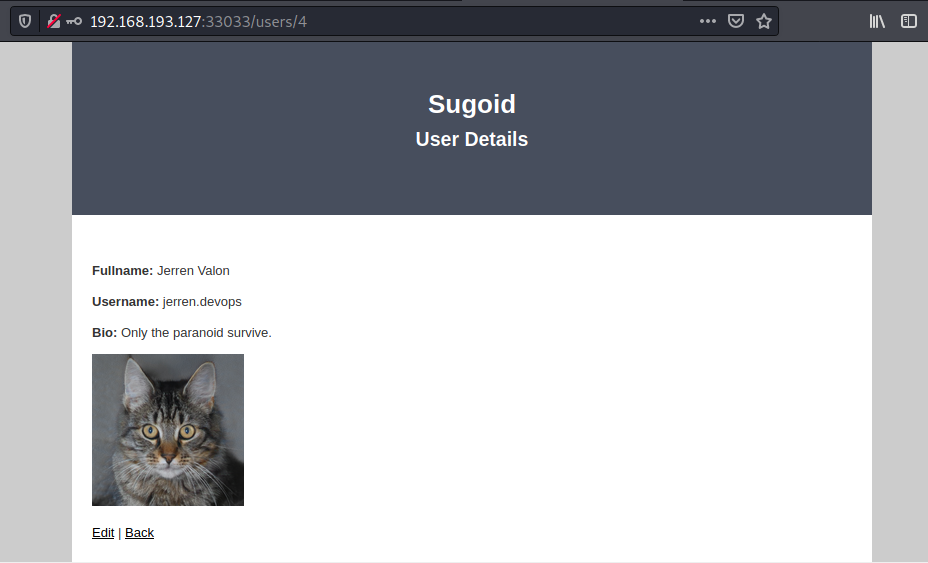 192.168.193.127:33033/users/4
Sugoid
User Details
Fullname: Jerren Valon
Username: jerren.devops
Bio: Only the paranoid survive.
Edit | Back